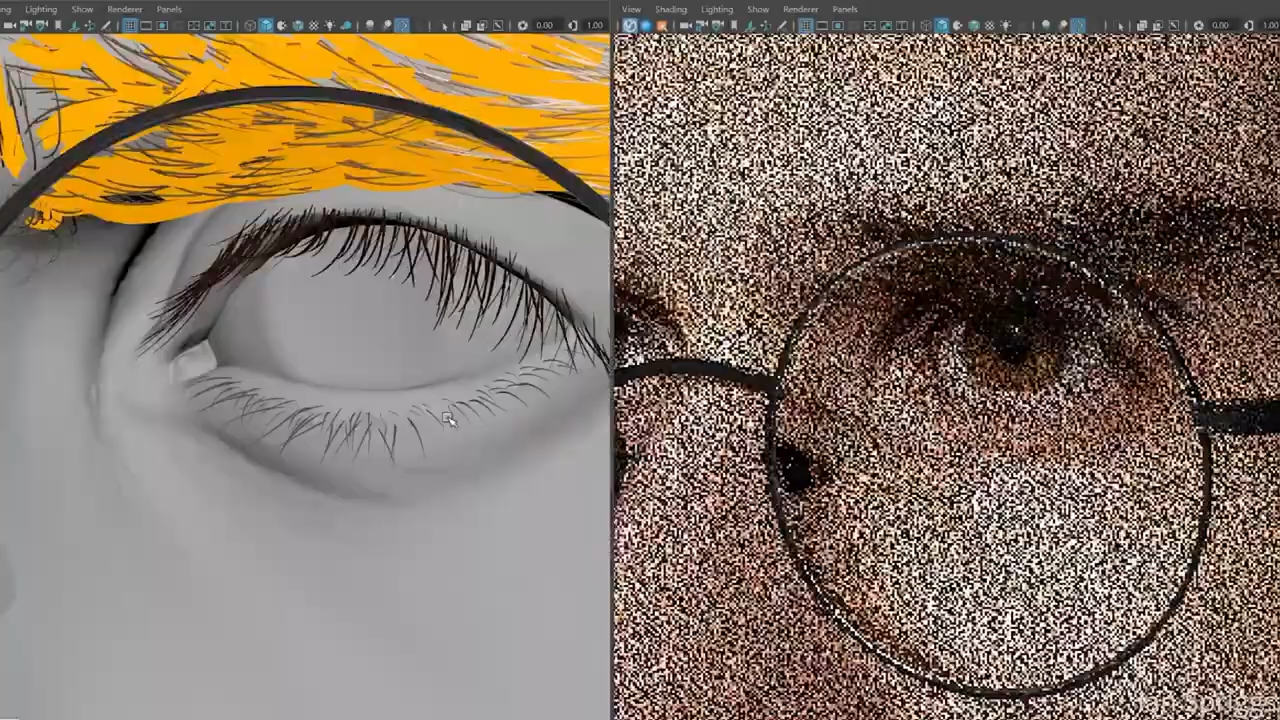 Lighting Show Renderer Panels
0.00 1.00
View Shading Lighting Show Renderer Panels
0.00